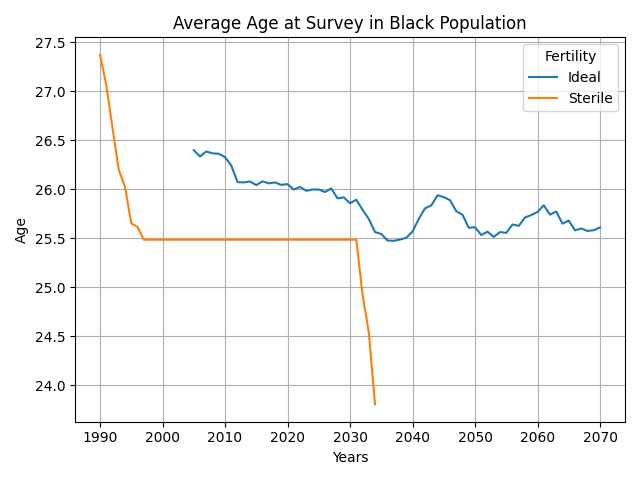 Average Age at Survey in Black Population
Fertility
Ideal
Sterile
27.5
27.0
26.5
26.0
25.5
25.0
24.5
24.0
Age
1990 2000 2010 2020 2030 2040 2050 2060 2070
Years